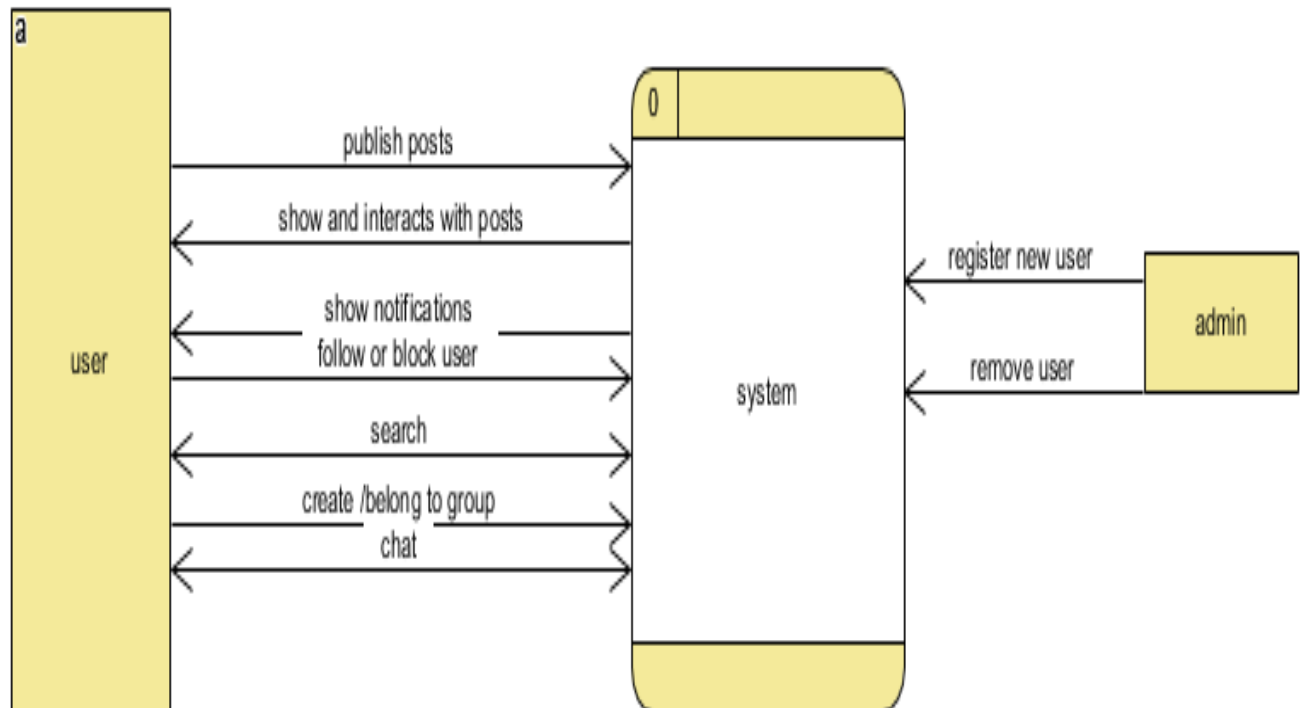 a
0
publish posts
show and interacts with posts
register new user
show notifications
admin
follow or block user
user
remove user
system
search
create /belong to group
chat